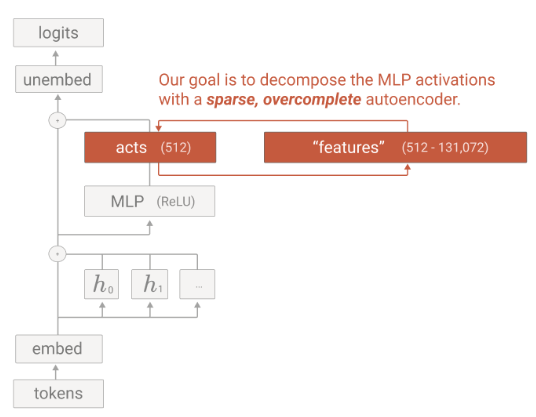 logits
unembed
Our goal is to decompose the MLP activations
with a sparse, overcomplete autoencoder.
acts (512)
“features” (512 - 131,072)
MLP (ReLU)
h0 h1 ...
embed
tokens